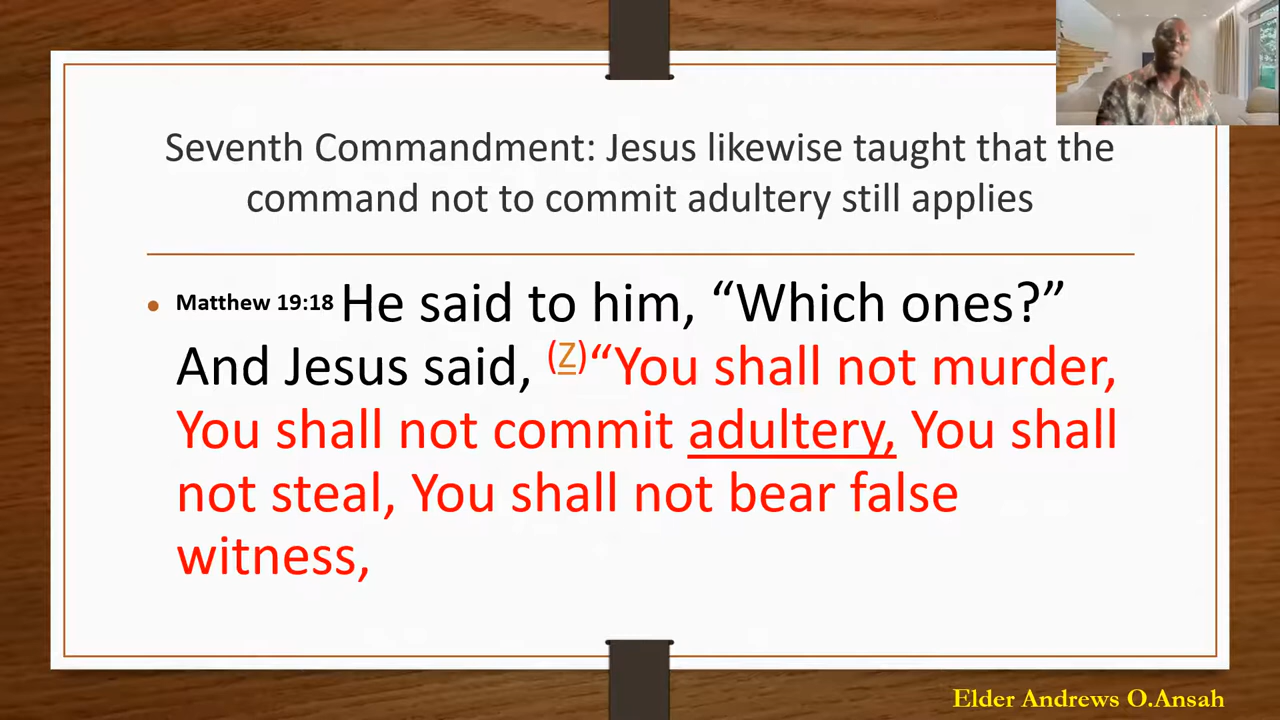 Seventh Commandment: Jesus likewise taught that the
command not to commit adultery still applies
• Matthew 19:18 He said to him, “Which ones?”
And Jesus said, (Z)“You shall not murder,
You shall not commit adultery, You shall
not steal, You shall not bear false
witness,
Elder Andrews O.Ansah